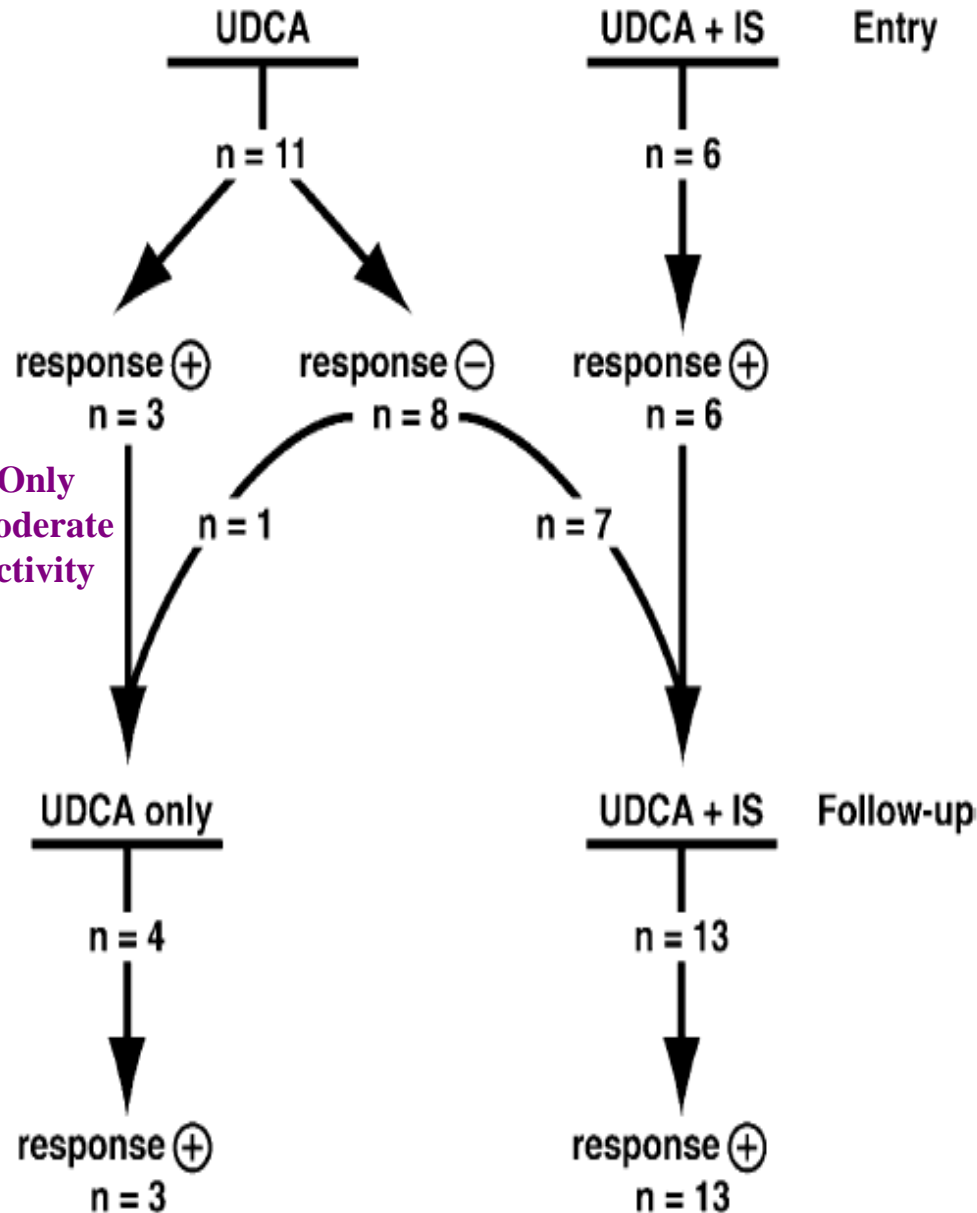 UDCA
UDCA + IS
Entry
n = 11
n = 6
response +
response −
response +
n = 3
n = 8
n = 6
Only
oderate
ctivity
n = 1
n = 7
UDCA only
UDCA + IS
Follow-up
n = 4
n = 13
response +
response +
n = 3
n = 13